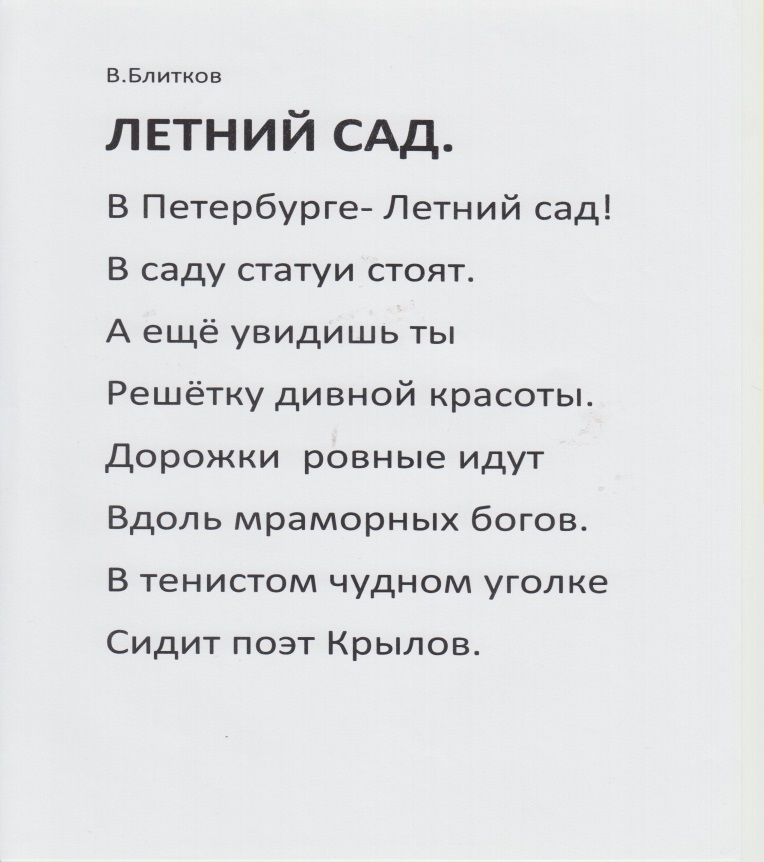 В.Блитков
ЛЕТНИЙ САД.
В Петербурге- Летний сад!
В саду статуи стоят.
А ещё увидишь ты
Решётку дивной красоты.
Дорожки  ровные идут
Вдоль мраморных богов.
В тенистом чудном уголке
Сидит поэт Крылов.